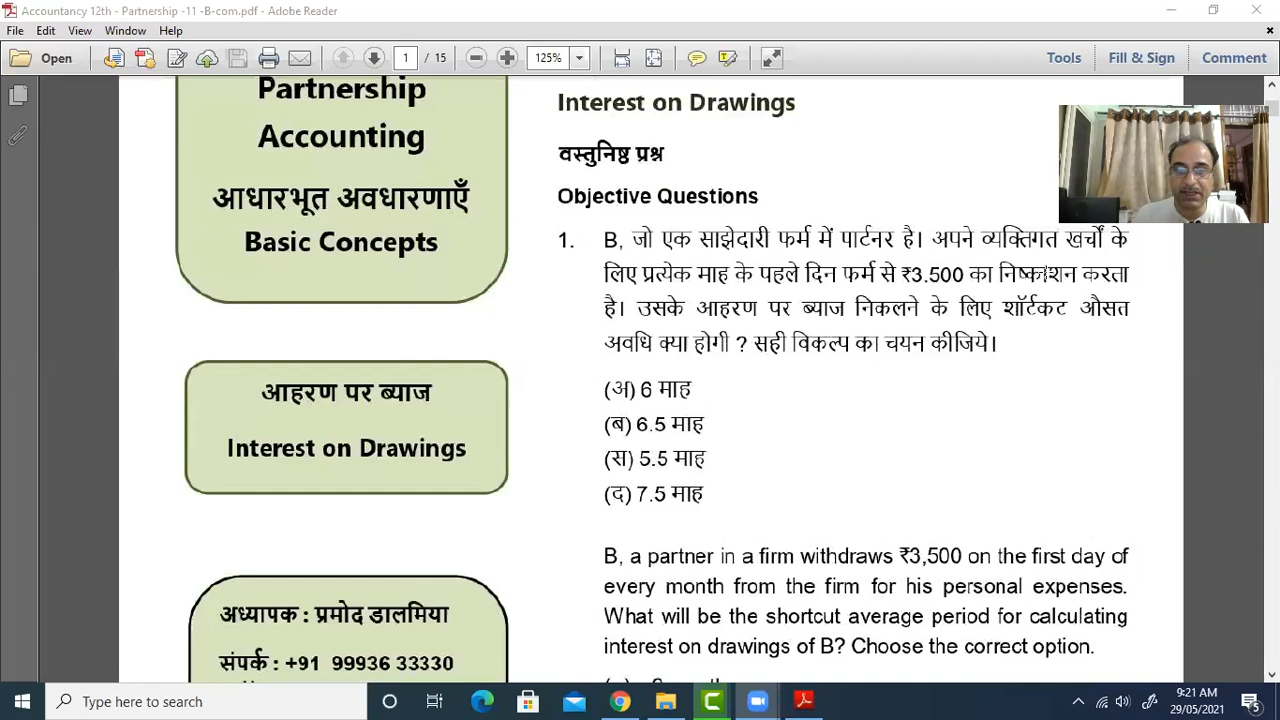 Accountancy 12th - Partnership -11 -B-com.pdf - Adobe Reader
File Edit View Window Help
Open 1 / 15 125% Tools Fill & Sign Comment
Partnership
Accounting
आधारभूत अवधारणाएँ
Basic Concepts
आहरण पर ब्याज
Interest on Drawings
अध्यापक : प्रमोद डालमिया
संपर्क : +91 99936 33330
Interest on Drawings
वस्तुनिष्ठ प्रश्न
Objective Questions
1. B, जो एक साझेदारी फर्म में पार्टनर है। अपने व्यक्तिगत खर्चों के
लिए प्रत्येक माह के पहले दिन फर्म से ₹3.500 का निष्काशन करता
है। उसके आहरण पर ब्याज निकलने के लिए शॉर्टकट औसत
अवधि क्या होगी ? सही विकल्प का चयन कीजिये।
(अ) 6 माह
(ब) 6.5 माह
(स) 5.5 माह
(द) 7.5 माह
B, a partner in a firm withdraws ₹3,500 on the first day of
every month from the firm for his personal expenses.
What will be the shortcut average period for calculating
interest on drawings of B? Choose the correct option.
Type here to search
9:21 AM
29/05/2021
5